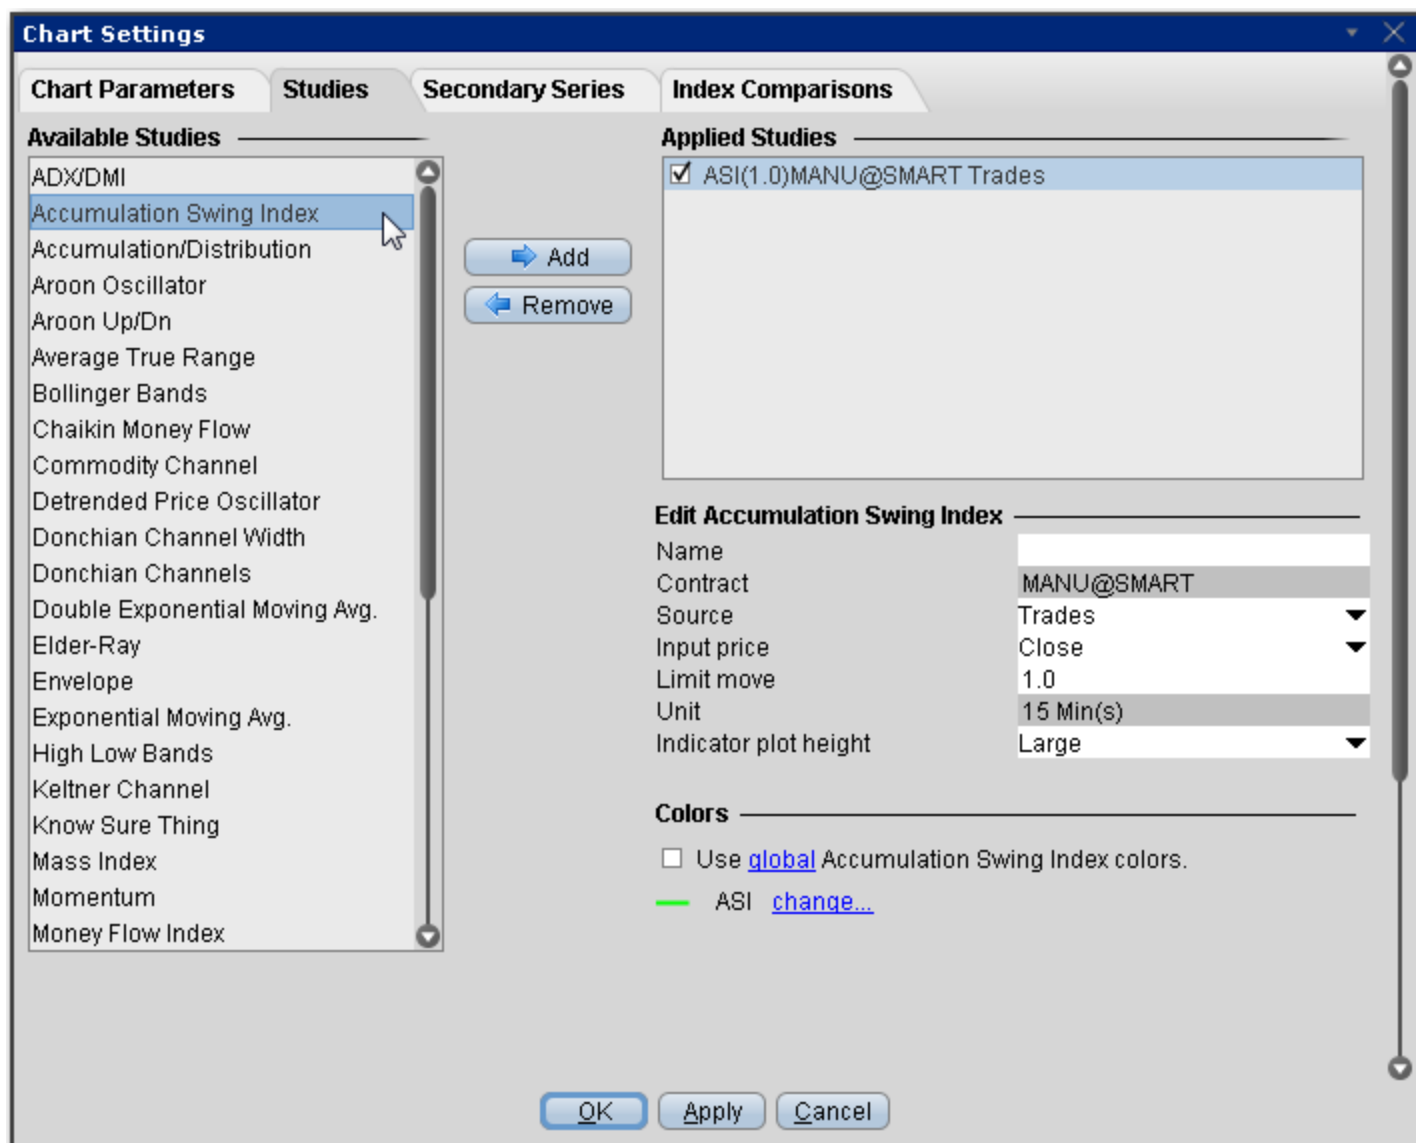 Chart Settings
Chart Parameters
Studies
Secondary Series
Index Comparisons
Available Studies
ADX/DMI
Accumulation Swing Index
Accumulation/Distribution
Aroon Oscillator
Aroon Up/Dn
Average True Range
Bollinger Bands
Chaikin Money Flow
Commodity Channel
Detrended Price Oscillator
Donchian Channel Width
Donchian Channels
Double Exponential Moving Avg.
Elder-Ray
Envelope
Exponential Moving Avg.
High Low Bands
Keltner Channel
Know Sure Thing
Mass Index
Momentum
Money Flow Index
Add
Remove
Applied Studies
ASI(1.0)MANU@SMART Trades
Edit Accumulation Swing Index
Name
Contract MANU@SMART
Source Trades
Input price Close
Limit move 1.0
Unit 15 Min(s)
Indicator plot height Large
Colors
Use global Accumulation Swing Index colors.
ASI change...
OK Apply Cancel